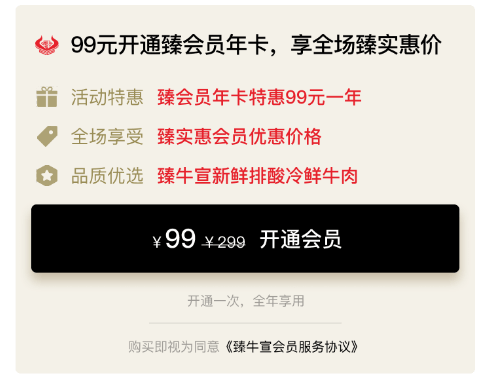 99元开通臻会员年卡，享全场臻实惠价
活动特惠 臻会员年卡特惠99元一年
全场享受 臻实惠会员优惠价格
品质优选 臻牛宣新鲜排酸冷鲜牛肉
¥99 ¥299 开通会员
开通一次，全年享用
购买即视为同意《臻牛宣会员服务协议》